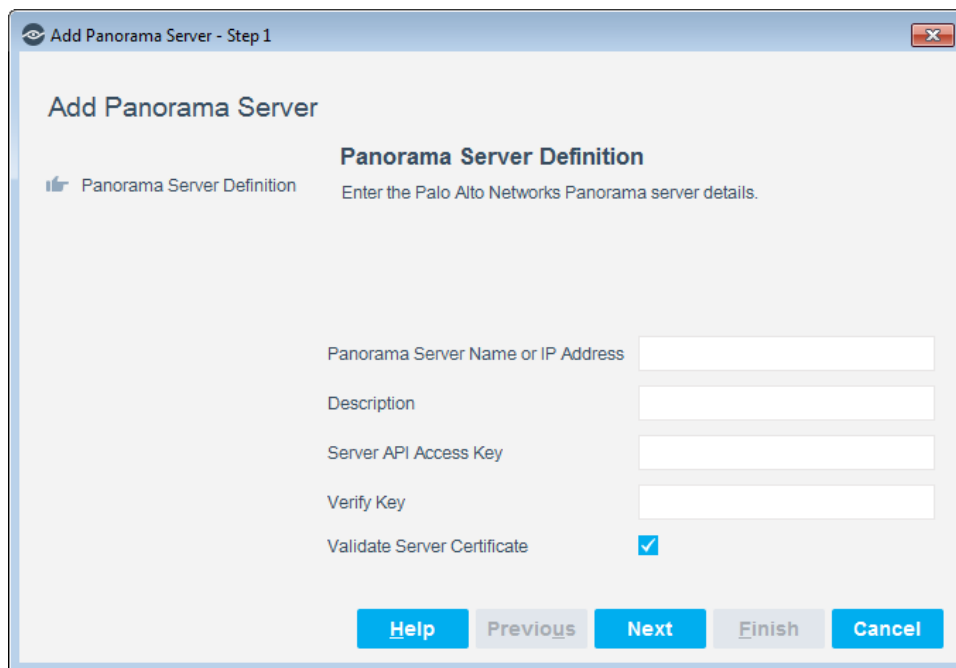 Add Panorama Server - Step 1
Add Panorama Server
Panorama Server Definition
Panorama Server Definition
Enter the Palo Alto Networks Panorama server details.
Panorama Server Name or IP Address
Description
Server API Access Key
Verify Key
Validate Server Certificate
Help Previous Next Finish Cancel